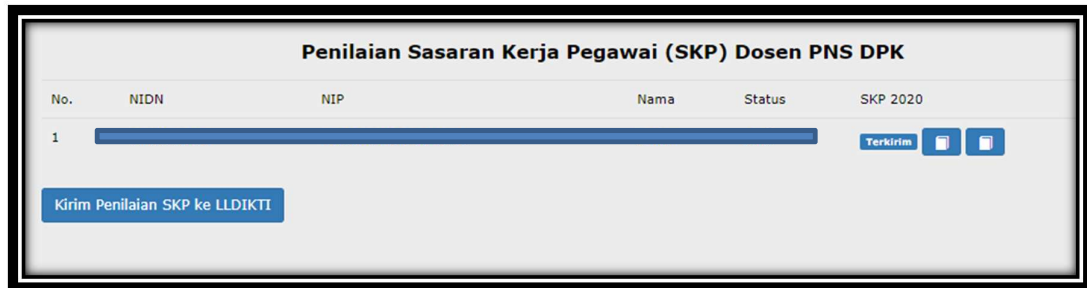 Penilaian Sasaran Kerja Pegawai (SKP) Dosen PNS DPK
No. NIDN NIP Nama Status SKP 2020
1 Terkirim
Kirim Penilaian SKP ke LLDIKTI